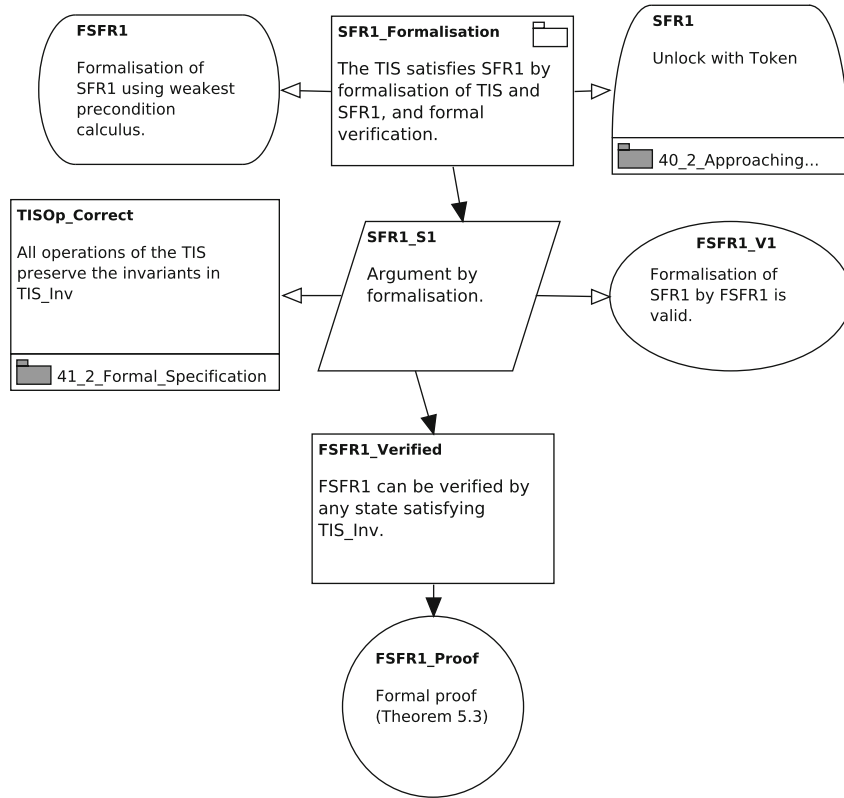 FSFR1
Formalisation of
SFR1 using weakest
precondition
calculus.
SFR1_Formalisation
The TIS satisfies SFR1 by
formalisation of TIS and
SFR1, and formal
verification.
SFR1
Unlock with Token
40_2_Approaching...
TISOp_Correct
All operations of the TIS
preserve the invariants in
TIS_Inv
41_2_Formal_Specification
SFR1_S1
Argument by
formalisation.
FSFR1_V1
Formalisation of
SFR1 by FSFR1 is
valid.
FSFR1_Verified
FSFR1 can be verified by
any state satisfying
TIS_Inv.
FSFR1_Proof
Formal proof
(Theorem 5.3)